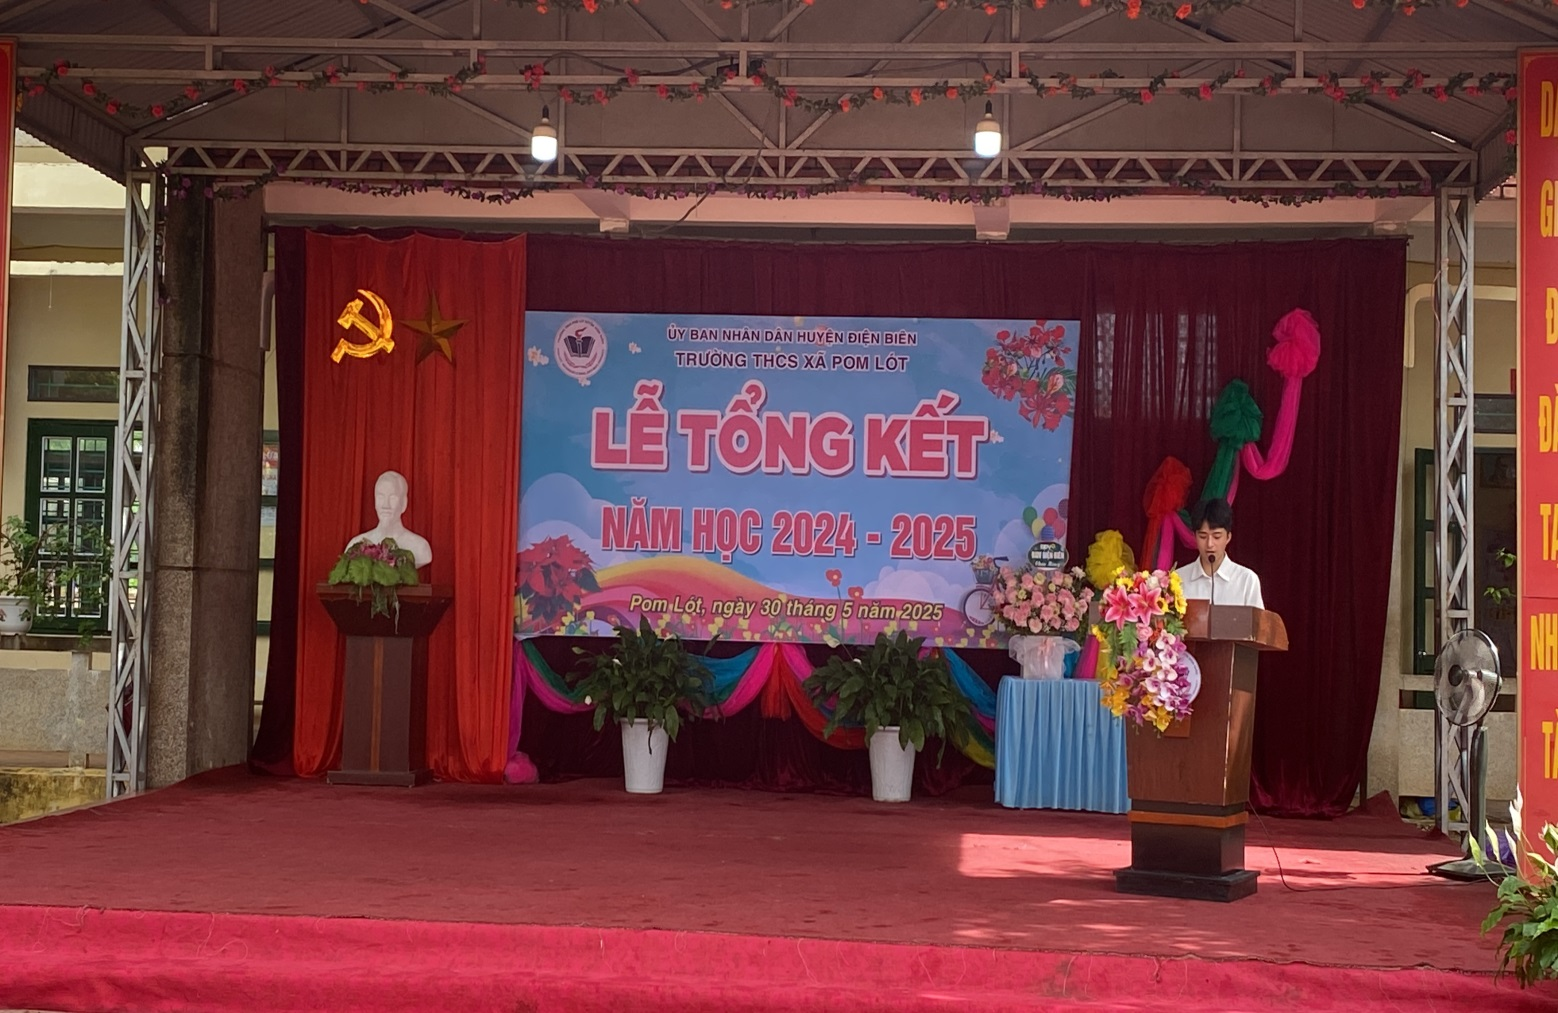 ỦY BAN NHÂN DÂN HUYỆN ĐIỆN BIÊN
TRƯỜNG THCS XÃ POM LÓT
LỄ TỔNG KẾT
NĂM HỌC 2024 - 2025
Pom Lót, ngày 30 tháng 5 năm 2025
NH